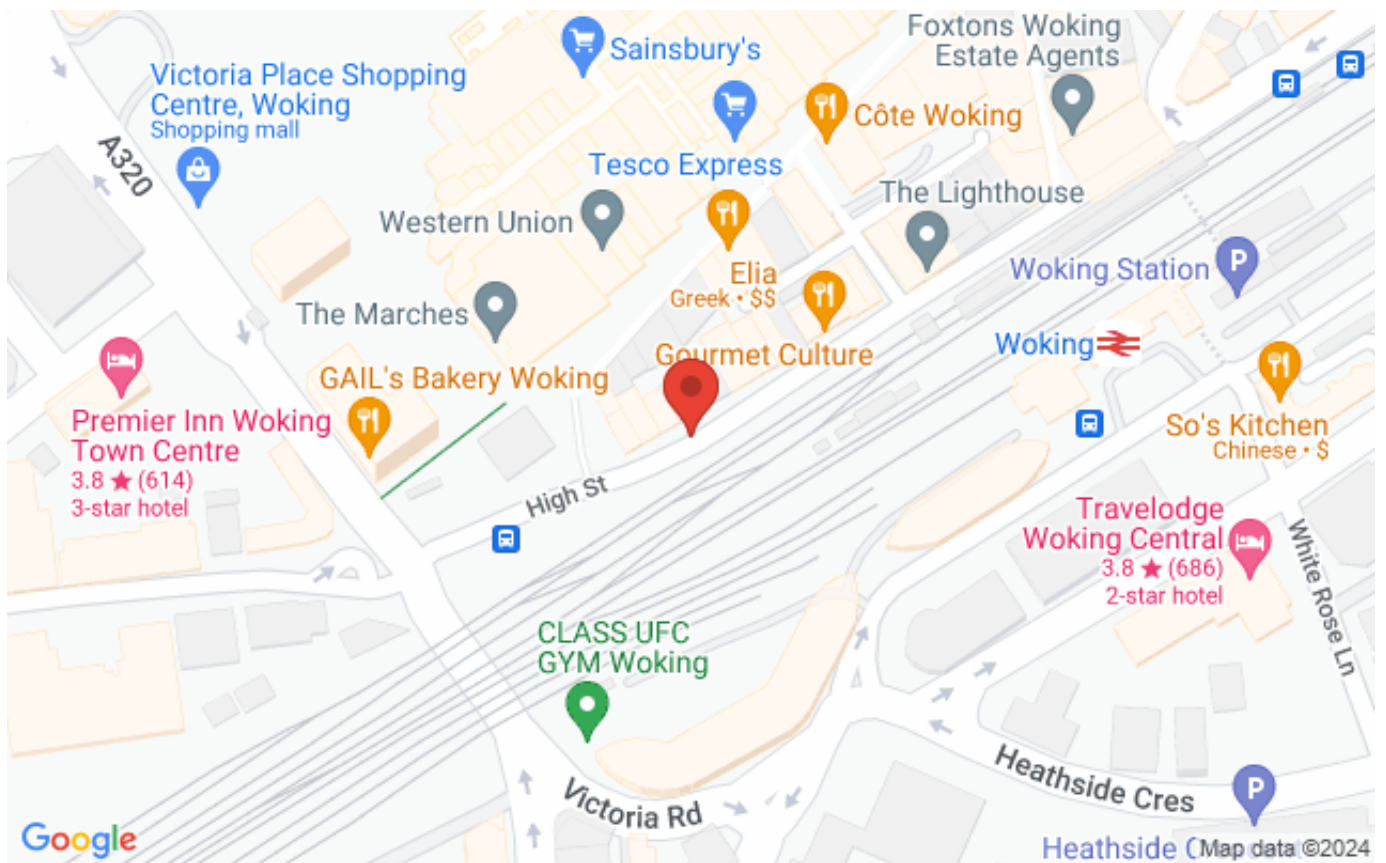 Foxtons Woking
Estate Agents
Sainsbury's
Victoria Place Shopping
Centre, Woking
Shopping mall
Côte Woking
A320
Tesco Express
The Lighthouse
Western Union
Woking Station
P
Elia
Greek • $$
The Marches
Woking
Gourmet Culture
GAIL's Bakery Woking
Premier Inn Woking
Town Centre
3.8 ★ (614)
3-star hotel
So's Kitchen
Chinese • $
High St
Travelodge
Woking Central
3.8 ★ (686)
2-star hotel
White Rose Ln
CLASS UFC
GYM Woking
Heathside Cres
Victoria Rd
P
Google
Heathside C
Map data ©2024